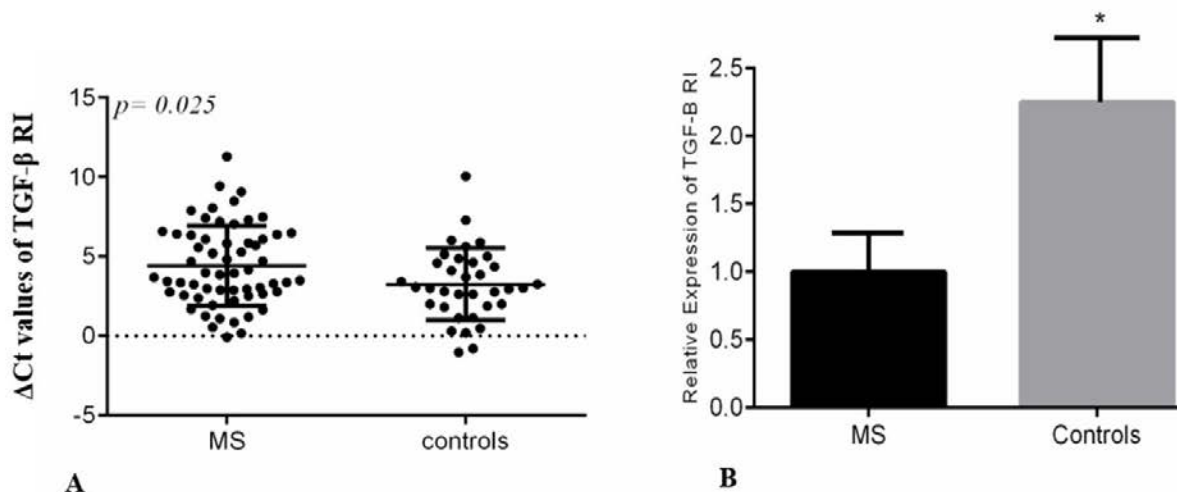 ΔCt values of TGF-β RI
15
10
5
0
-5
p= 0.025
MS
controls
A
Relative Expression of TGF-B RI
2.5
2.0
1.5
1.0
0.5
0.0
*
MS
Controls
B